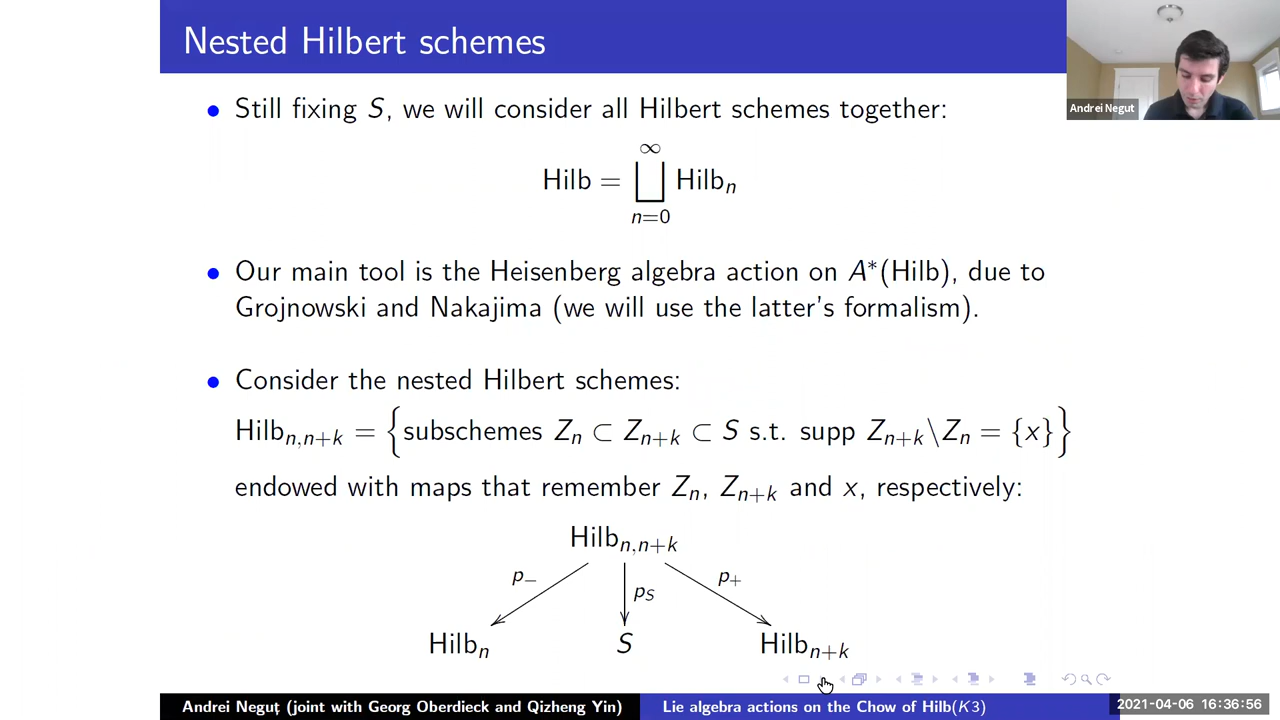 Nested Hilbert schemes
Andrei Negut
• Still fixing S, we will consider all Hilbert schemes together:
∞
Hilb = ⨆ Hilbₙ
n=0
• Our main tool is the Heisenberg algebra action on A*(Hilb), due to
Grojnowski and Nakajima (we will use the latter's formalism).
• Consider the nested Hilbert schemes:
Hilbₙ,ₙ₊ₖ = {subschemes Zₙ ⊂ Zₙ₊ₖ ⊂ S s.t. supp Zₙ₊ₖ\Zₙ = {x}}
endowed with maps that remember Zₙ, Zₙ₊ₖ and x, respectively:
Hilbₙ,ₙ₊ₖ
p₋ pS p₊
Hilbₙ S Hilbₙ₊ₖ
Andrei Neguț (joint with Georg Oberdieck and Qizheng Yin) Lie algebra actions on the Chow of Hilb(K3) 2021-04-06 16:36:56